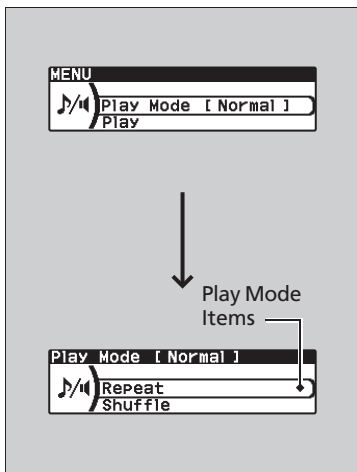 MENU
Play Mode [ Normal ]
Play
Play Mode
Items
Play Mode [ Normal ]
Repeat
Shuffle